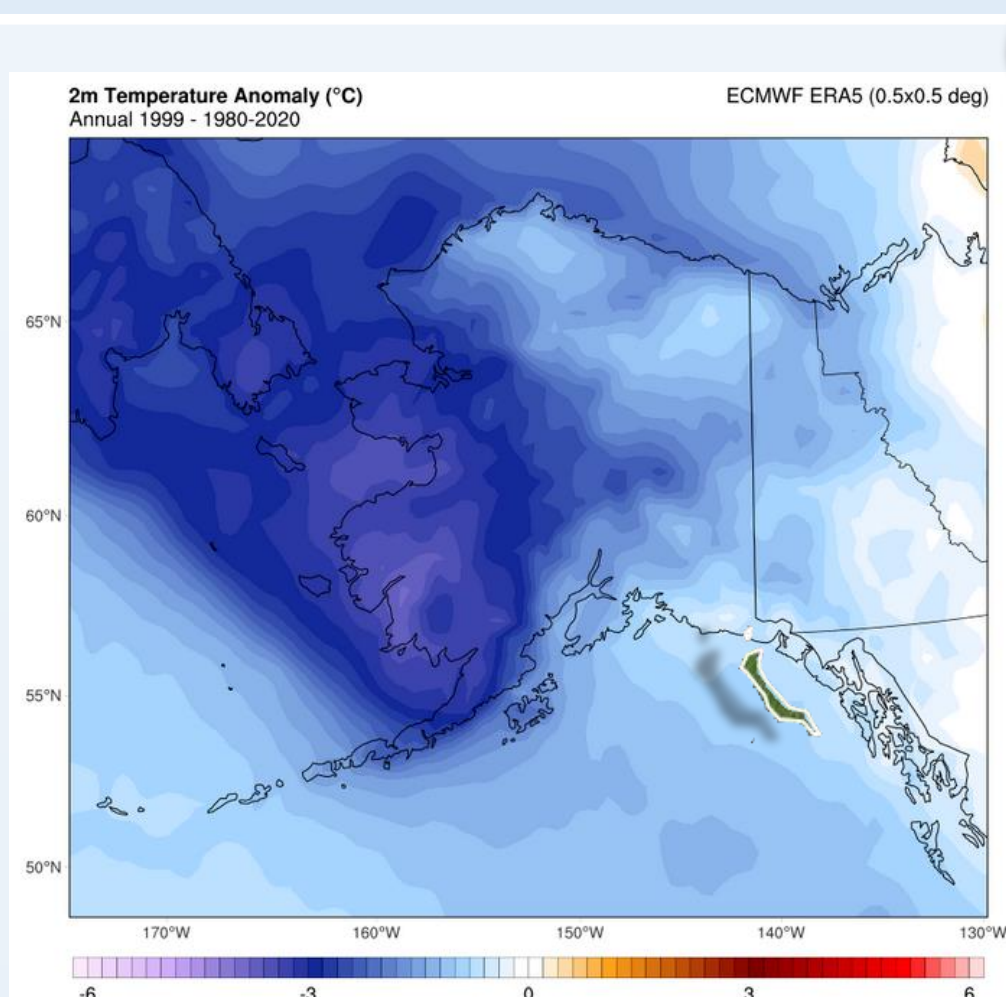 2m Temperature Anomaly (°C)
ECMWF ERA5 (0.5x0.5 deg)
Annual 1999 - 1980-2020
65°N
60°N
55°N
50°N
170°W
160°W
150°W
140°W
130°W
-6
-3
0
3
6